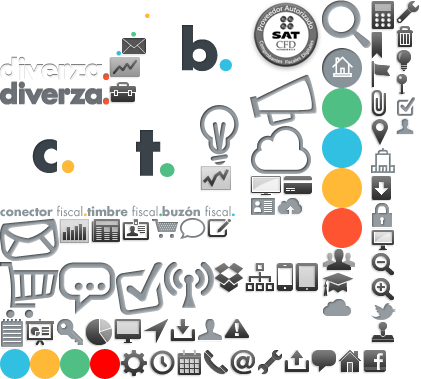 b.
Proveedor Autorizado
SAT
CFD
Comprobantes Fiscales Digitales
diverza.
diverza.
c.
t.
conector fiscal.timbre fiscal.buzón fiscal.